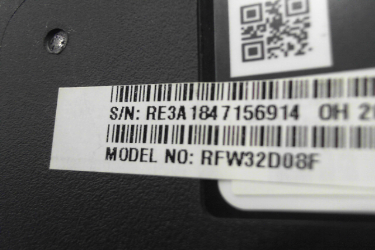 S/N: RE3A1847156914 OH
MODEL NO: RFW32D08F